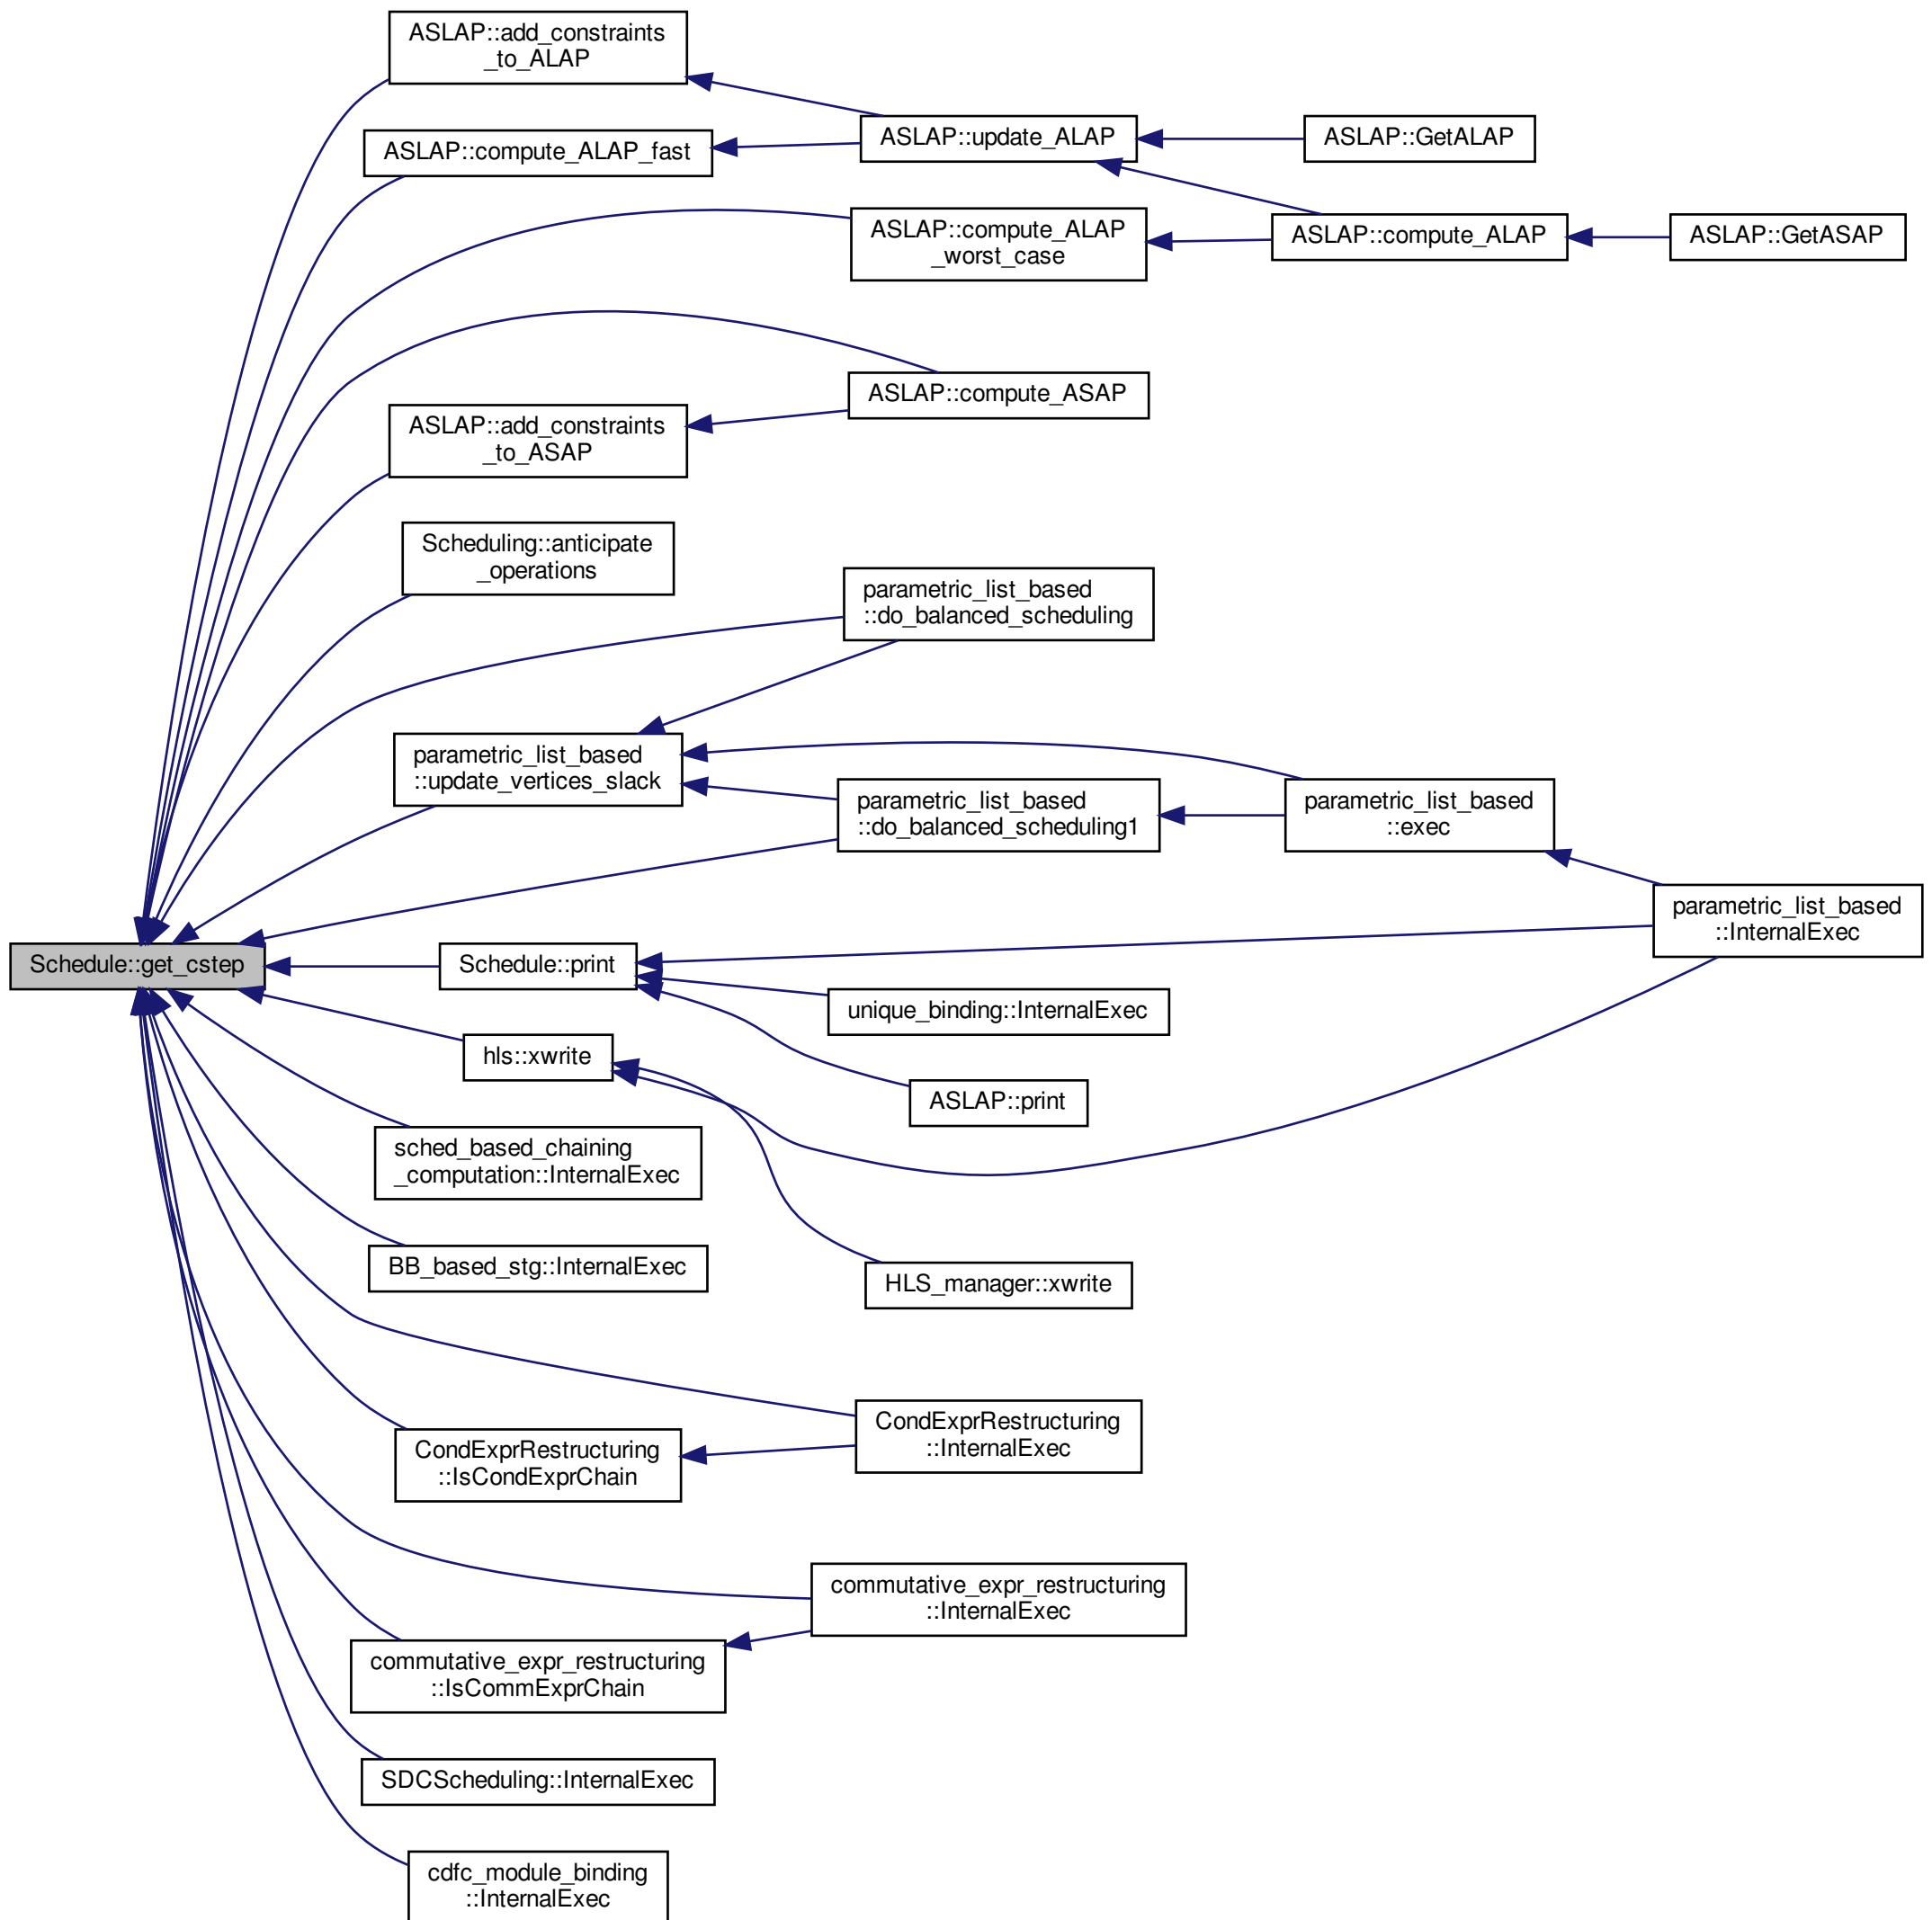 ASLAP::add_constraints
_to_ALAP
ASLAP::update_ALAP
ASLAP::GetALAP
ASLAP::compute_ALAP_fast
ASLAP::compute_ALAP
_worst_case
ASLAP::compute_ALAP
ASLAP::GetASAP
ASLAP::compute_ASAP
ASLAP::add_constraints
_to_ASAP
Scheduling::anticipate
_operations
parametric_list_based
::do_balanced_scheduling
parametric_list_based
::update_vertices_slack
parametric_list_based
::do_balanced_scheduling1
parametric_list_based
::exec
parametric_list_based
::InternalExec
Schedule::get_cstep
Schedule::print
unique_binding::InternalExec
hls::xwrite
ASLAP::print
sched_based_chaining
_computation::InternalExec
BB_based_stg::InternalExec
HLS_manager::xwrite
CondExprRestructuring
::InternalExec
CondExprRestructuring
::IsCondExprChain
commutative_expr_restructuring
::InternalExec
commutative_expr_restructuring
::IsCommExprChain
SDCScheduling::InternalExec
cdfc_module_binding
::InternalExec